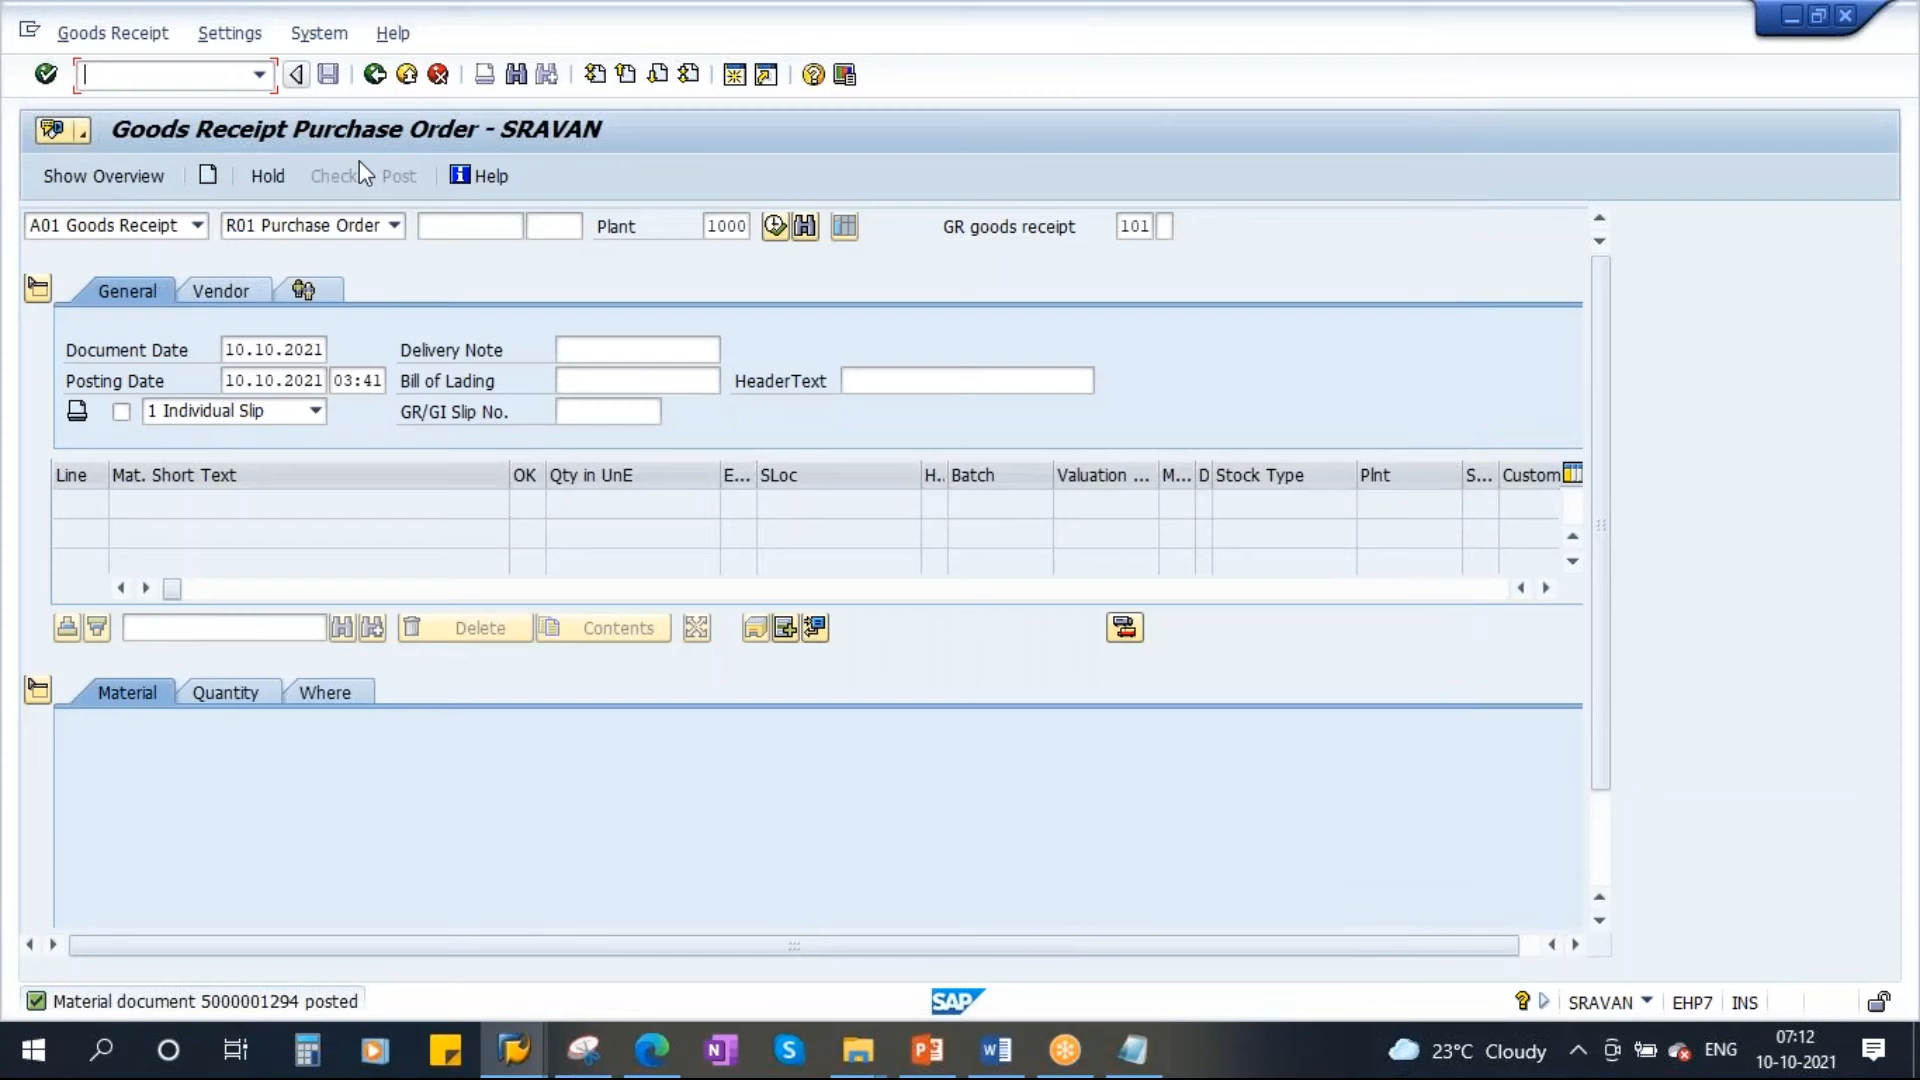 Goods Receipt Settings System Help
Goods Receipt Purchase Order - SRAVAN
Show Overview Hold Check Post Help
A01 Goods Receipt R01 Purchase Order Plant 1000 GR goods receipt 101
General Vendor
Document Date 10.10.2021 Delivery Note
Posting Date 10.10.2021 03:41 Bill of Lading HeaderText
1 Individual Slip GR/GI Slip No.
Line Mat. Short Text OK Qty in UnE E... SLoc H.. Batch Valuation ... M... D Stock Type Plnt S... Custom
Delete Contents
Material Quantity Where
Material document 5000001294 posted SAP SRAVAN EHP7 INS
23°C Cloudy ENG 07:12
10-10-2021